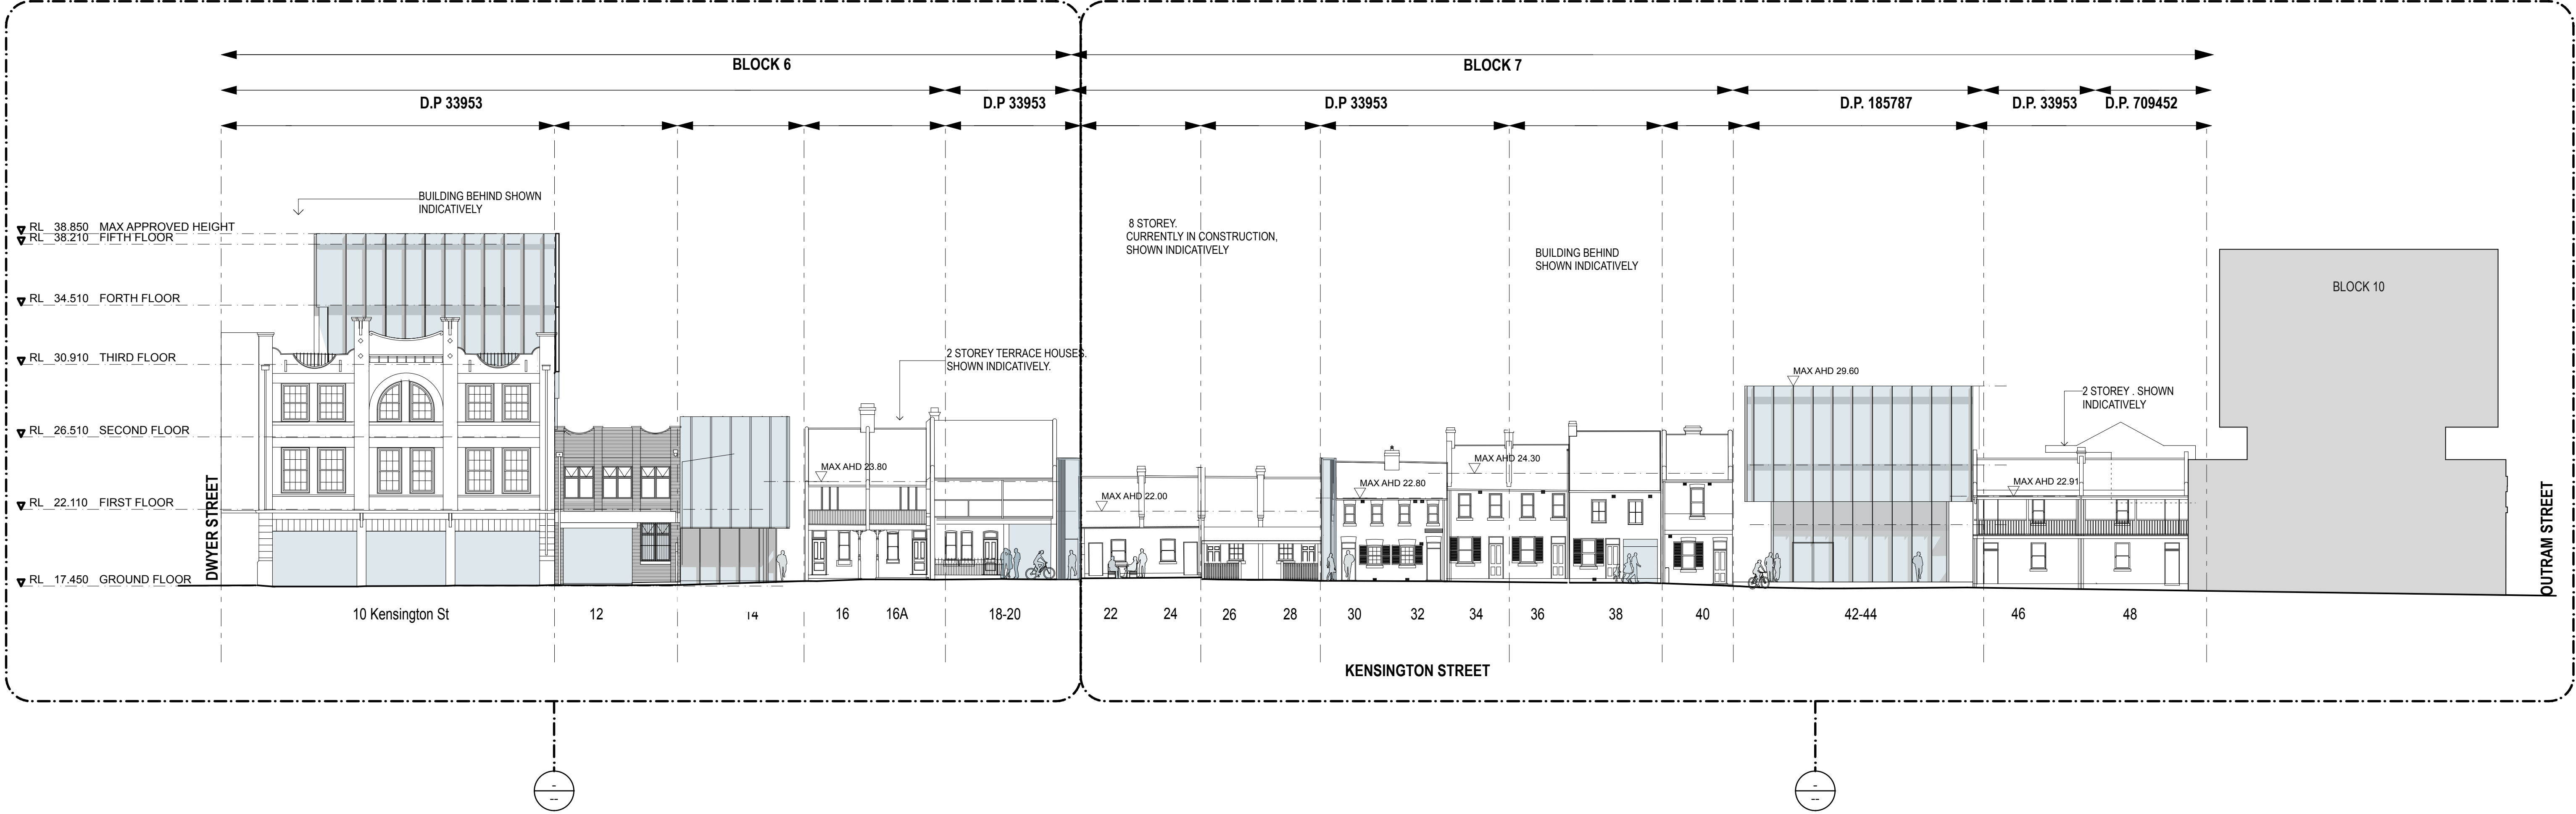 BLOCK 6
BLOCK 7
D.P 33953
D.P 33953
D.P 33953
D.P. 185787
D.P. 33953
D.P. 709452
BUILDING BEHIND SHOWN
INDICATIVELY
8 STOREY.
CURRENTLY IN CONSTRUCTION,
SHOWN INDICATIVELY
BUILDING BEHIND
SHOWN INDICATIVELY
BLOCK 10
RL 38.850 MAX APPROVED HEIGHT
RL 38.210 FIFTH FLOOR
RL 34.510 FORTH FLOOR
RL 30.910 THIRD FLOOR
RL 26.510 SECOND FLOOR
RL 22.110 FIRST FLOOR
RL 17.450 GROUND FLOOR
2 STOREY TERRACE HOUSES.
SHOWN INDICATIVELY.
MAX AHD 29.60
2 STOREY . SHOWN
INDICATIVELY
MAX AHD 23.80
MAX AHD 22.00
MAX AHD 22.80
MAX AHD 24.30
MAX AHD 22.91
DWYER STREET
OUTRAM STREET
10 Kensington St
12
14
16
16A
18-20
22
24
26
28
30
32
34
36
38
40
42-44
46
48
KENSINGTON STREET
-
--
-
--